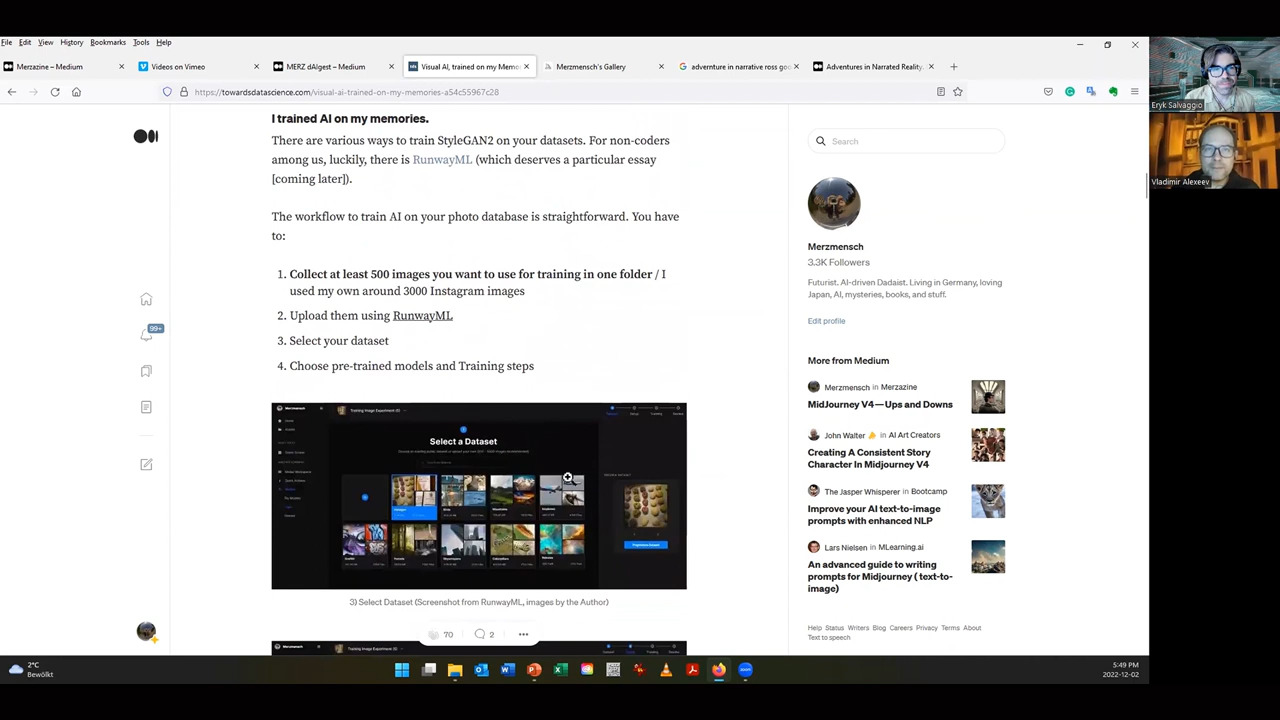 File Edit View History Bookmarks Tools Help
Merzazine – Medium
Videos on Vimeo
MERZ dAIgest – Medium
Visual AI, trained on my Memo
Merzmensch's Gallery
advernture in narrative ross goo
Adventures in Narrated Reality.
https://towardsdatascience.com/visual-ai-trained-on-my-memories-a54c55967c28
Eryk Salvaggio
Vladimir Alexeev
I trained AI on my memories.
There are various ways to train StyleGAN2 on your datasets. For non-coders
among us, luckily, there is RunwayML (which deserves a particular essay
[coming later]).
The workflow to train AI on your photo database is straightforward. You have
to:
1. Collect at least 500 images you want to use for training in one folder / I
used my own around 3000 Instagram images
2. Upload them using RunwayML
3. Select your dataset
4. Choose pre-trained models and Training steps
Merzmensch
Training Image Experiment (0)
Select a Dataset
3) Select Dataset (Screenshot from RunwayML, images by the Author)
70
2
Merzmensch
Training Image Experiment (0)
99+
Search
Merzmensch
3.3K Followers
Futurist. AI-driven Dadaist. Living in Germany, loving
Japan, AI, mysteries, books, and stuff.
Edit profile
More from Medium
Merzmensch in Merzazine
MidJourney V4 — Ups and Downs
John Walter in AI Art Creators
Creating A Consistent Story
Character In Midjourney V4
The Jasper Whisperer in Bootcamp
Improve your AI text-to-image
prompts with enhanced NLP
Lars Nielsen in MLearning.ai
An advanced guide to writing
prompts for Midjourney ( text-to-
image)
Help Status Writers Blog Careers Privacy Terms About
Text to speech
2°C
Bewölkt
5:49 PM
2022-12-02